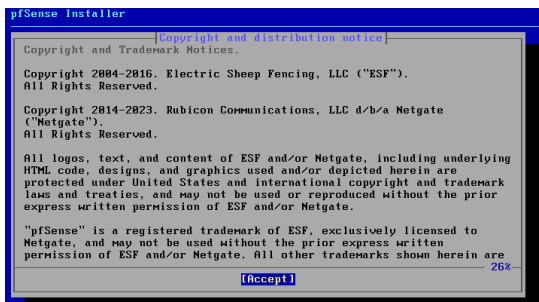 pfSense Installer
Copyright and distribution notice
Copyright and Trademark Notices.
Copyright 2004-2016. Electric Sheep Fencing, LLC ("ESF").
All Rights Reserved.
Copyright 2014-2023. Rubicon Communications, LLC d/b/a Netgate
("Netgate").
All Rights Reserved.
All logos, text, and content of ESF and/or Netgate, including underlying
HTML code, designs, and graphics used and/or depicted herein are
protected under United States and international copyright and trademark
laws and treaties, and may not be used or reproduced without the prior
express written permission of ESF and/or Netgate.
"pfSense" is a registered trademark of ESF, exclusively licensed to
Netgate, and may not be used without the prior express written
permission of ESF and/or Netgate. All other trademarks shown herein are
26%
[Accept]